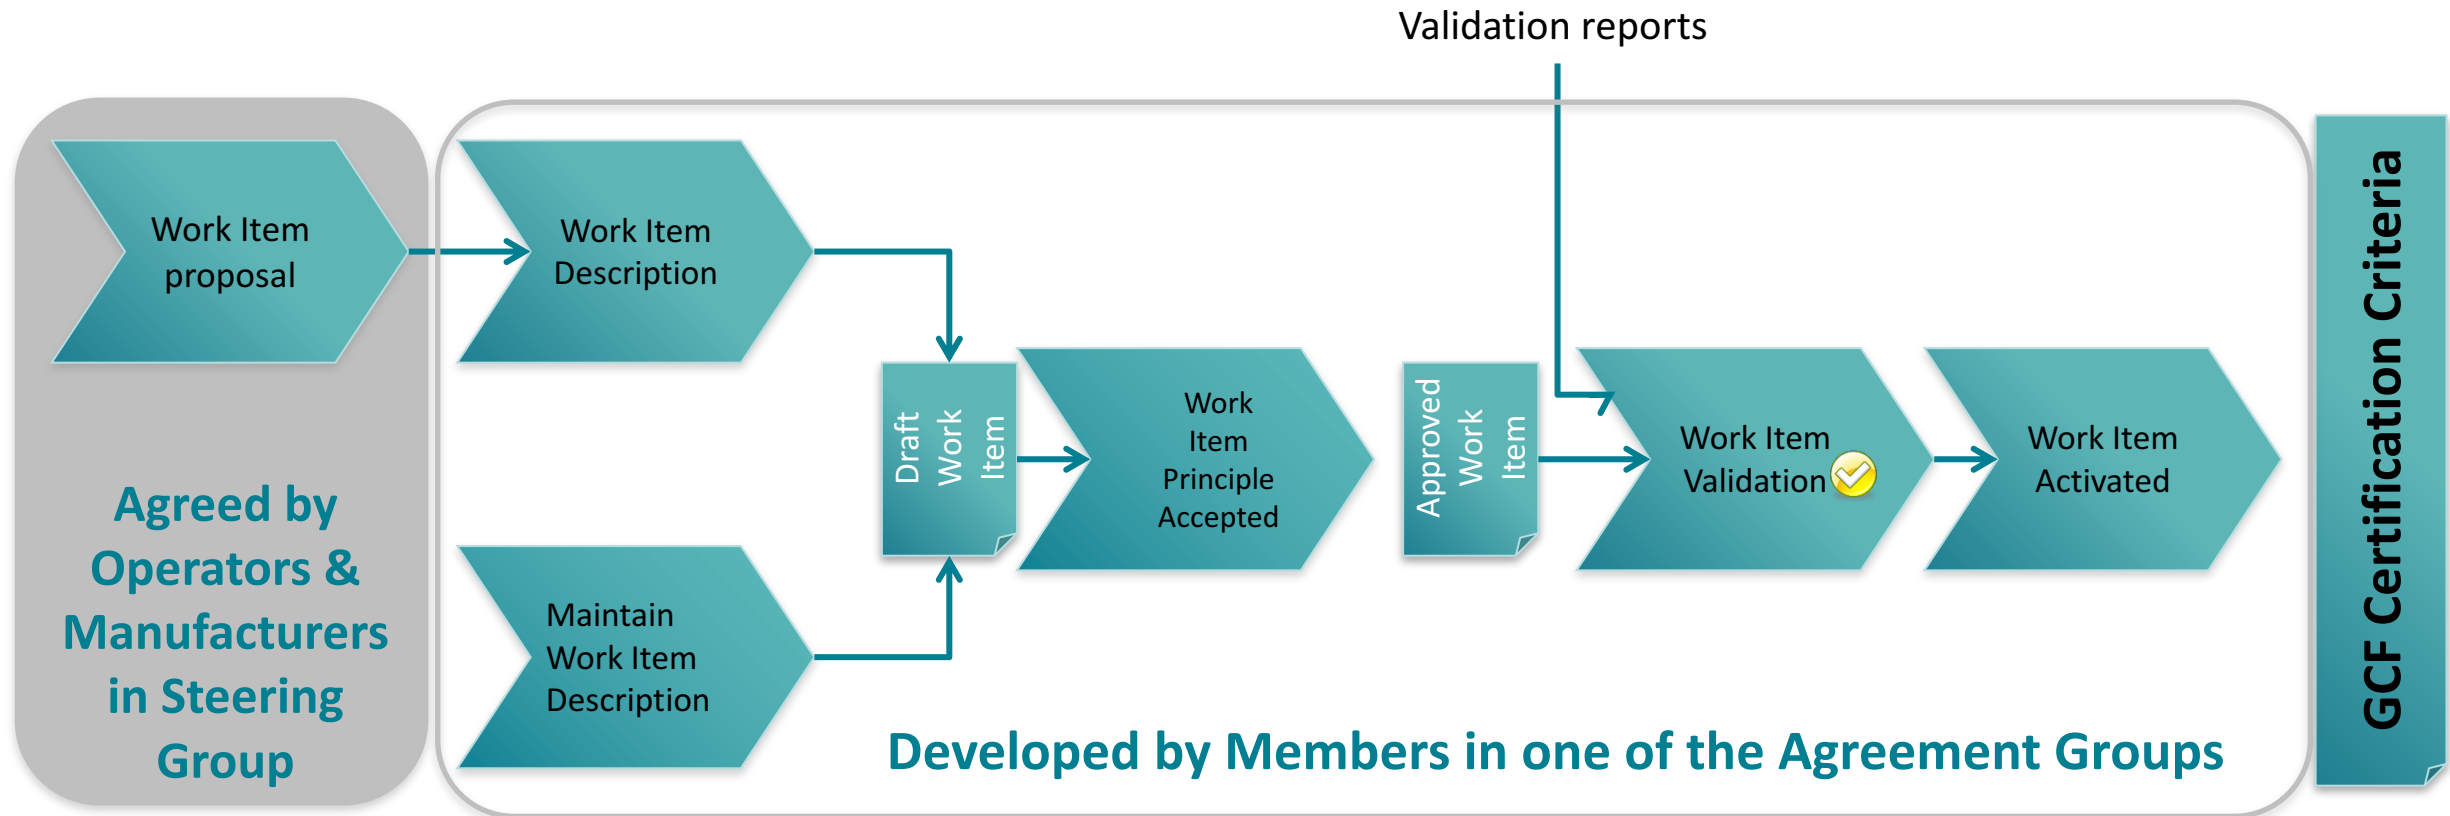 Validation reports
Work Item
proposal
Agreed by
Operators &
Manufacturers
in Steering
Group
Work Item
Description
Maintain
Work Item
Description
Draft
Work
Item
Work
Item
Principle
Accepted
Approved
Work
Item
Work Item
Validation
Work Item
Activated
Developed by Members in one of the Agreement Groups
GCF Certification Criteria